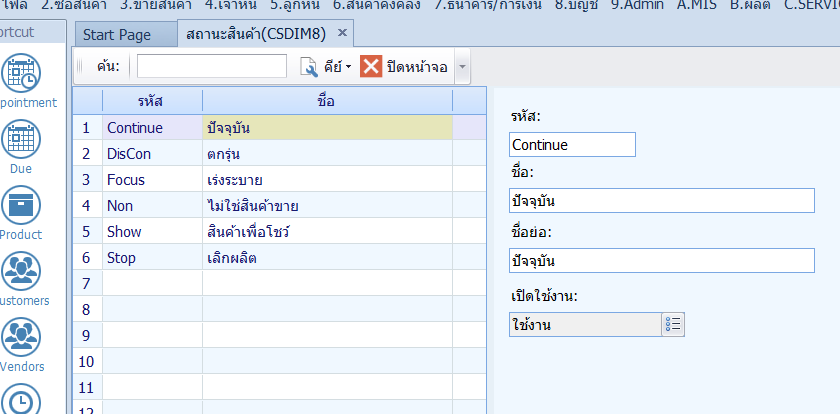 ไฟล์ 2.ซื้อสินค้า 3.ขายสินค้า 4.เจ้าหนี้ 5.ลูกหนี้ 6.สินค้าคงคลัง 7.ธนาคาร/การเงิน 8.บัญชี 9.Admin A.MIS B.ผลิต C.SERVIC
ortcut
Start Page สถานะสินค้า(CSDIM8)
ค้น: คีย์ ปิดหน้าจอ
pointment
Due
Product
ustomers
Vendors
รหัส ชื่อ
1 Continue ปัจจุบัน
2 DisCon ตกรุ่น
3 Focus เร่งระบาย
4 Non ไม่ใช่สินค้าขาย
5 Show สินค้าเพื่อโชว์
6 Stop เลิกผลิต
7
8
9
10
11
12
รหัส:
Continue
ชื่อ:
ปัจจุบัน
ชื่อย่อ:
ปัจจุบัน
เปิดใช้งาน:
ใช้งาน